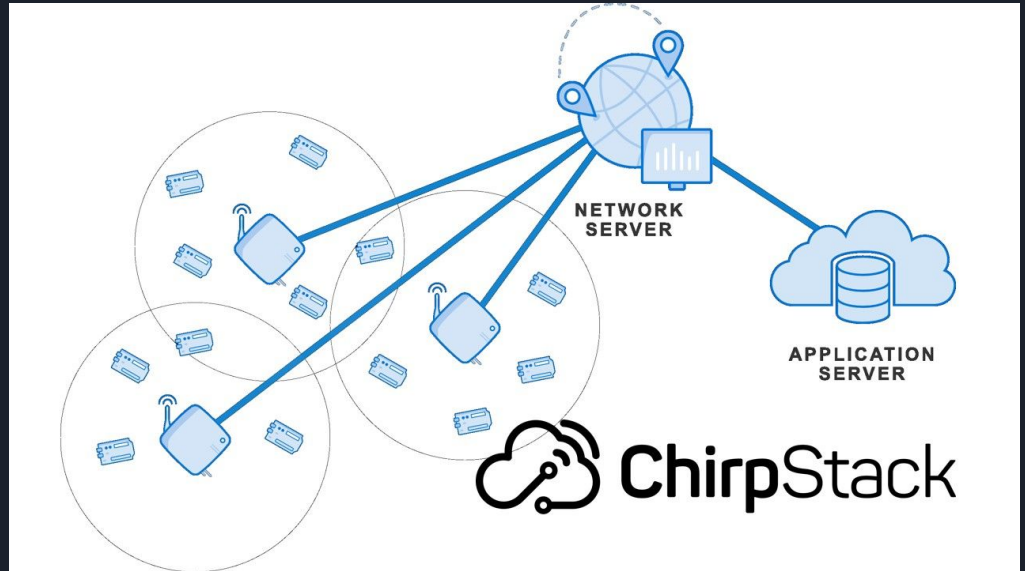 NETWORK
SERVER
APPLICATION
SERVER
ChirpStack